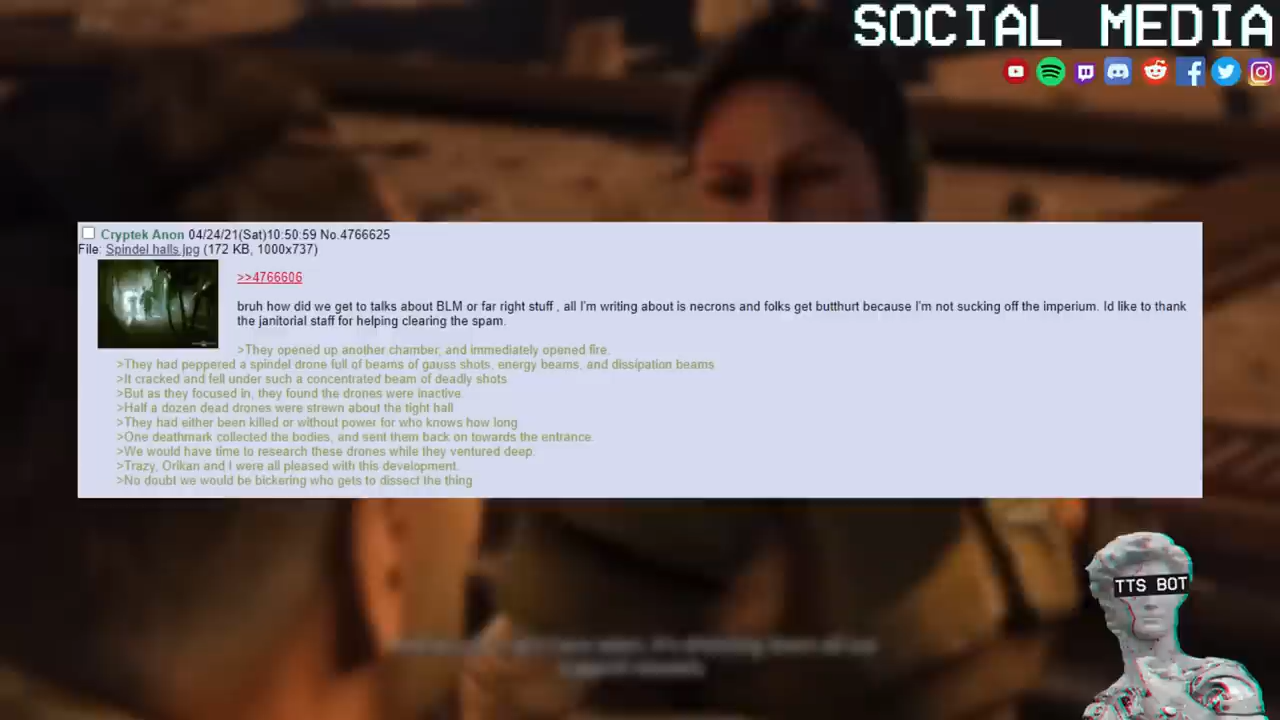 SOCIAL MEDIA
Cryptek Anon 04/24/21(Sat)10:50:59 No.4766625
File: Spindel halls.jpg (172 KB, 1000x737)
>>4766606
bruh how did we get to talks about BLM or far right stuff , all I'm writing about is necrons and folks get butthurt because I'm not sucking off the imperium. Id like to thank
the janitorial staff for helping clearing the spam.
>They opened up another chamber, and immediately opened fire.
>They had peppered a spindel drone full of beams of gauss shots, energy beams, and dissipation beams
>It cracked and fell under such a concentrated beam of deadly shots
>But as they focused in, they found the drones were inactive
>Half a dozen dead drones were strewn about the tight hall
>They had either been killed or without power for who knows how long
>One deathmark collected the bodies, and sent them back on towards the entrance.
>We would have time to research these drones while they ventured deep.
>Trazy, Orikan and I were all pleased with this development.
>No doubt we would be bickering who gets to dissect the thing
TTS BOT